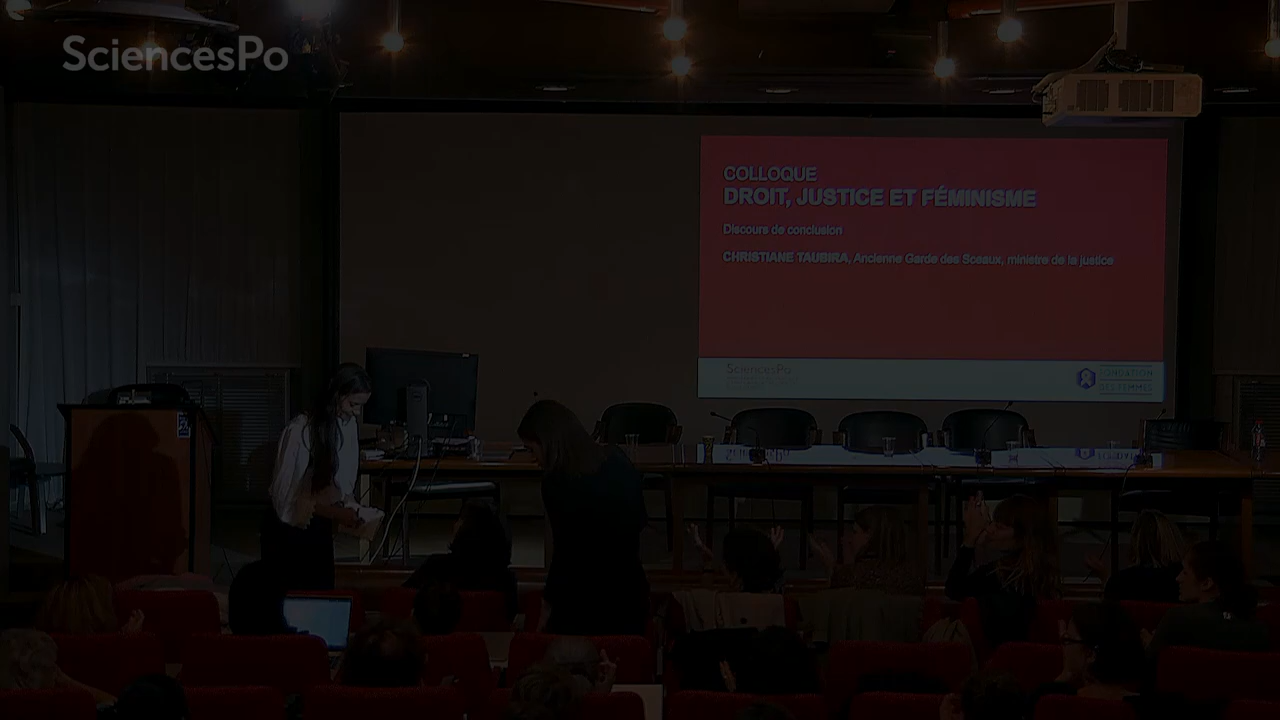 SciencesPo
COLLOQUE
DROIT, JUSTICE ET FÉMINISME
Discours de conclusion
CHRISTIANE TAUBIRA, Ancienne Garde des Sceaux, ministre de la justice
SciencesPo
FONDATION
DES FEMMES